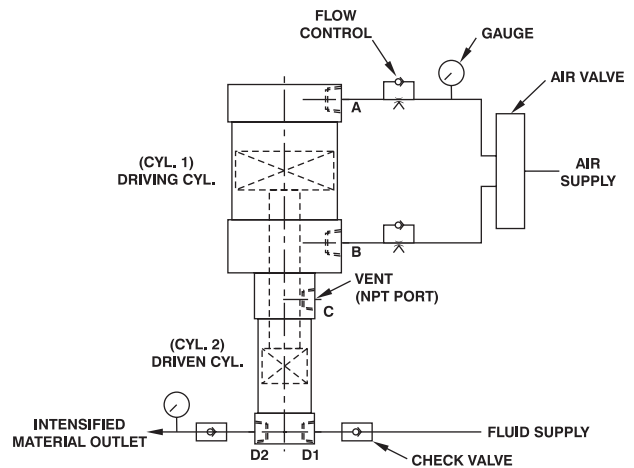 FLOW
CONTROL
GAUGE
AIR VALVE
A
(CYL. 1)
DRIVING CYL.
AIR
SUPPLY
B
VENT
(NPT PORT)
C
(CYL. 2)
DRIVEN CYL.
INTENSIFIED
MATERIAL OUTLET
FLUID SUPPLY
D2
D1
CHECK VALVE